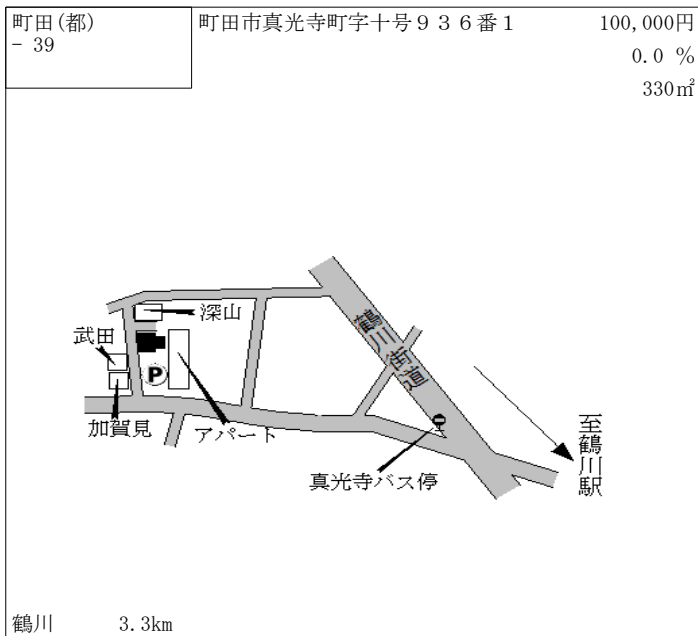 町田(都)
- 39
町田市真光寺町字十号９３６番１
100,000円
0.0 %
330㎡
深山
武田
鶴川街道
P
加賀見
アパート
真光寺バス停
至鶴川駅
鶴川 3.3km